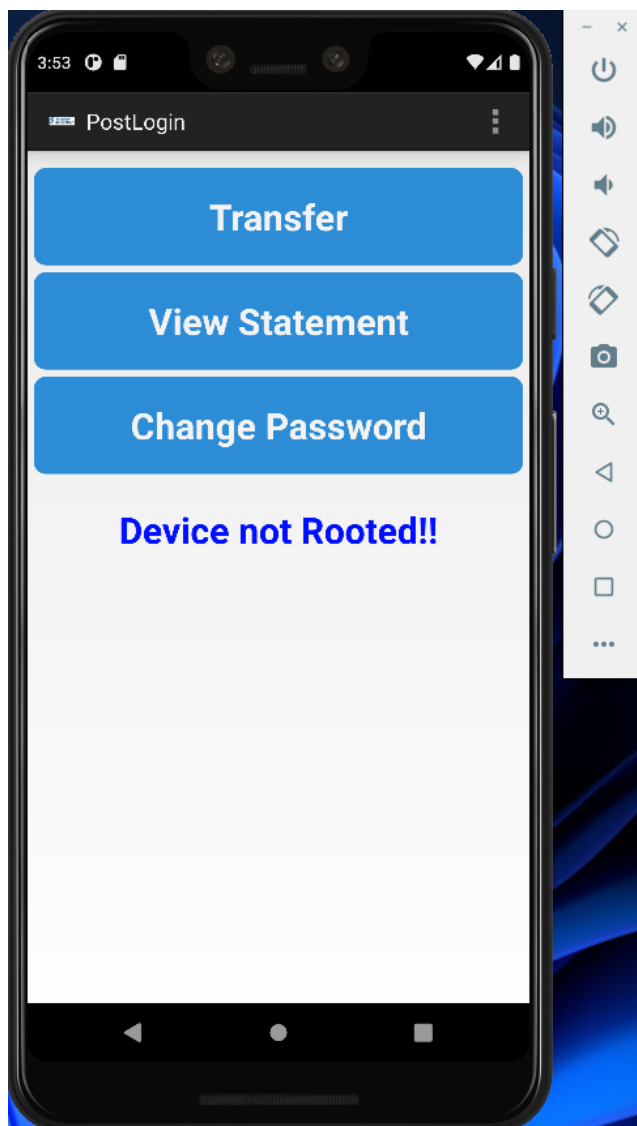 3:53
PostLogin
Transfer
View Statement
Change Password
Device not Rooted!!